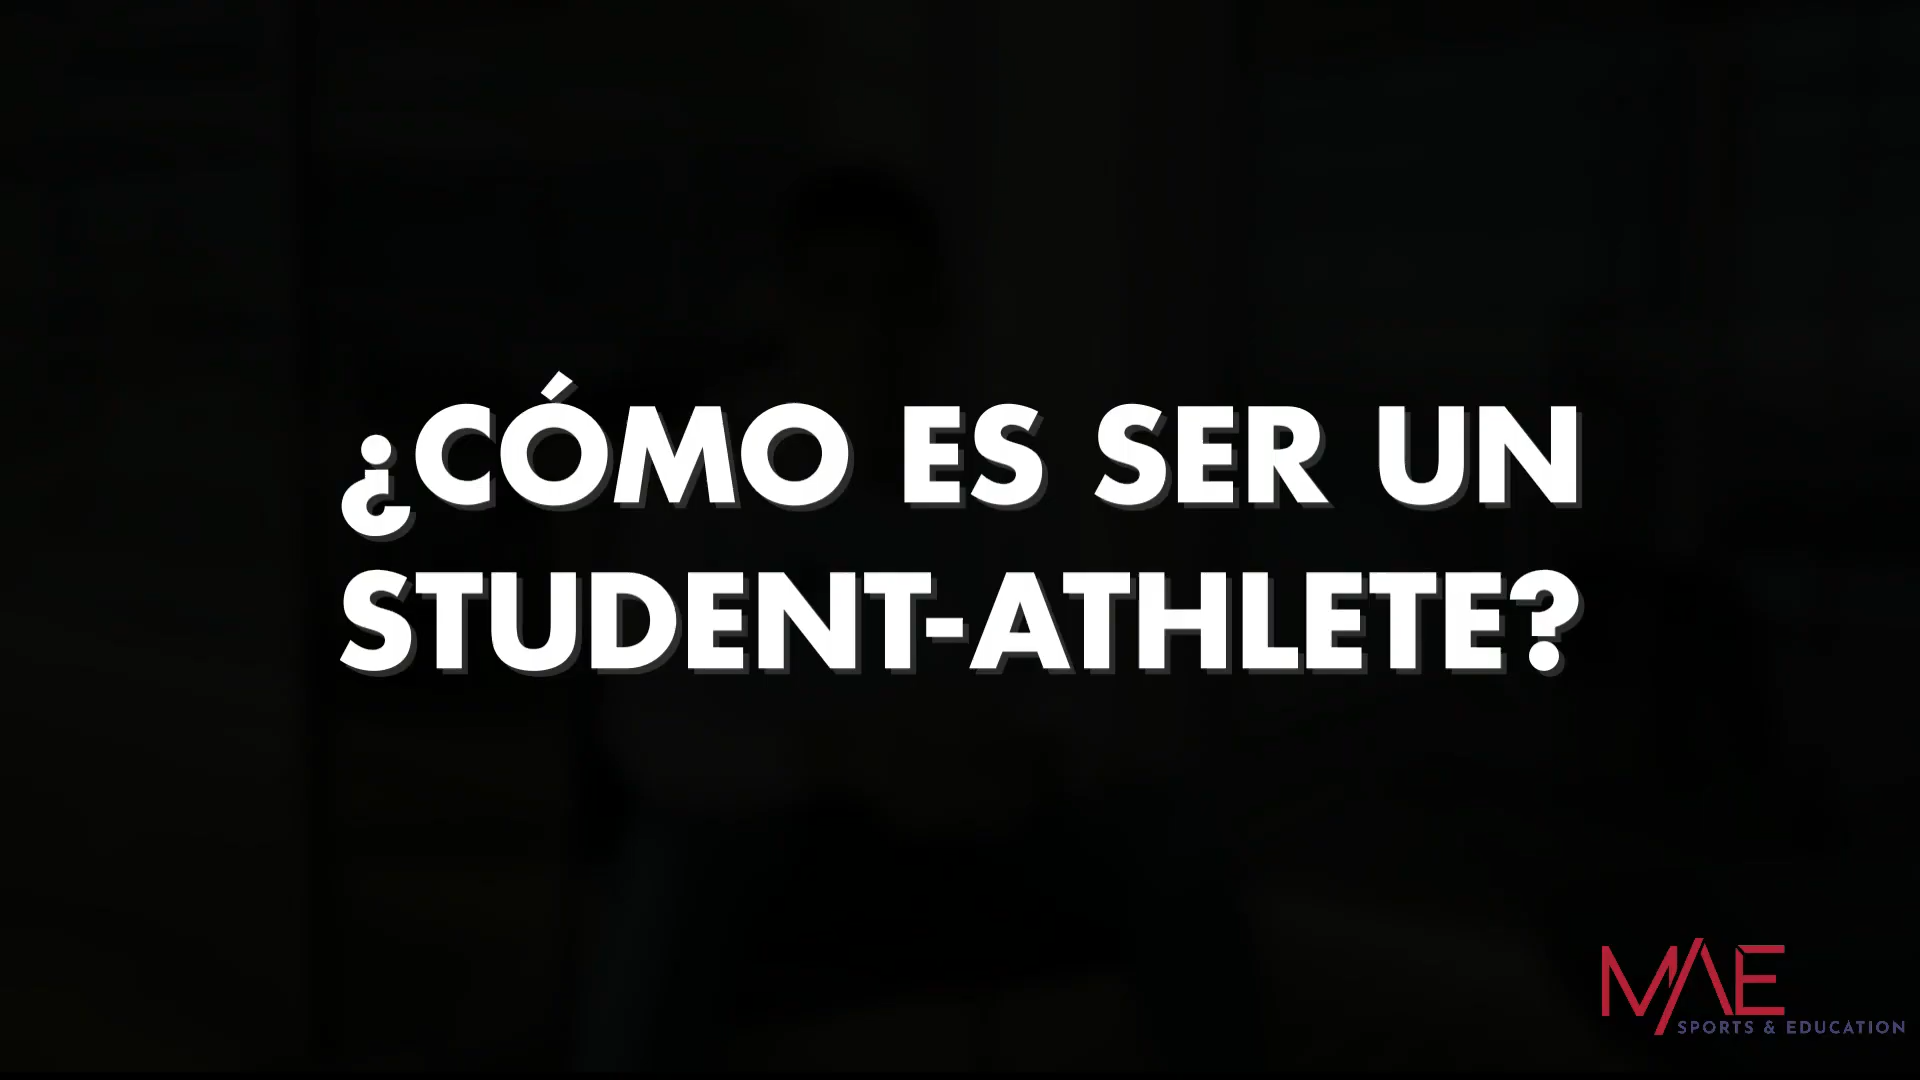 ¿CÓMO ES SER UN
STUDENT-ATHLETE?
MAE
SPORTS & EDUCATION